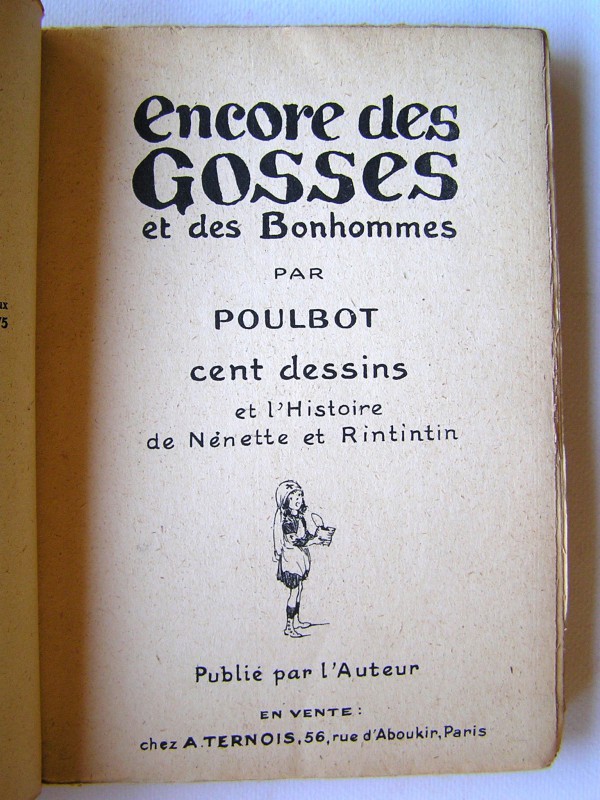 encore des
GOSSES
et des Bonhommes
PAR
POULBOT
cent dessins
et l'Histoire
de Nénette et Rintintin
Publié par l'Auteur
EN VENTE :
chez A. TERNOIS, 56, rue d'Aboukir, Paris